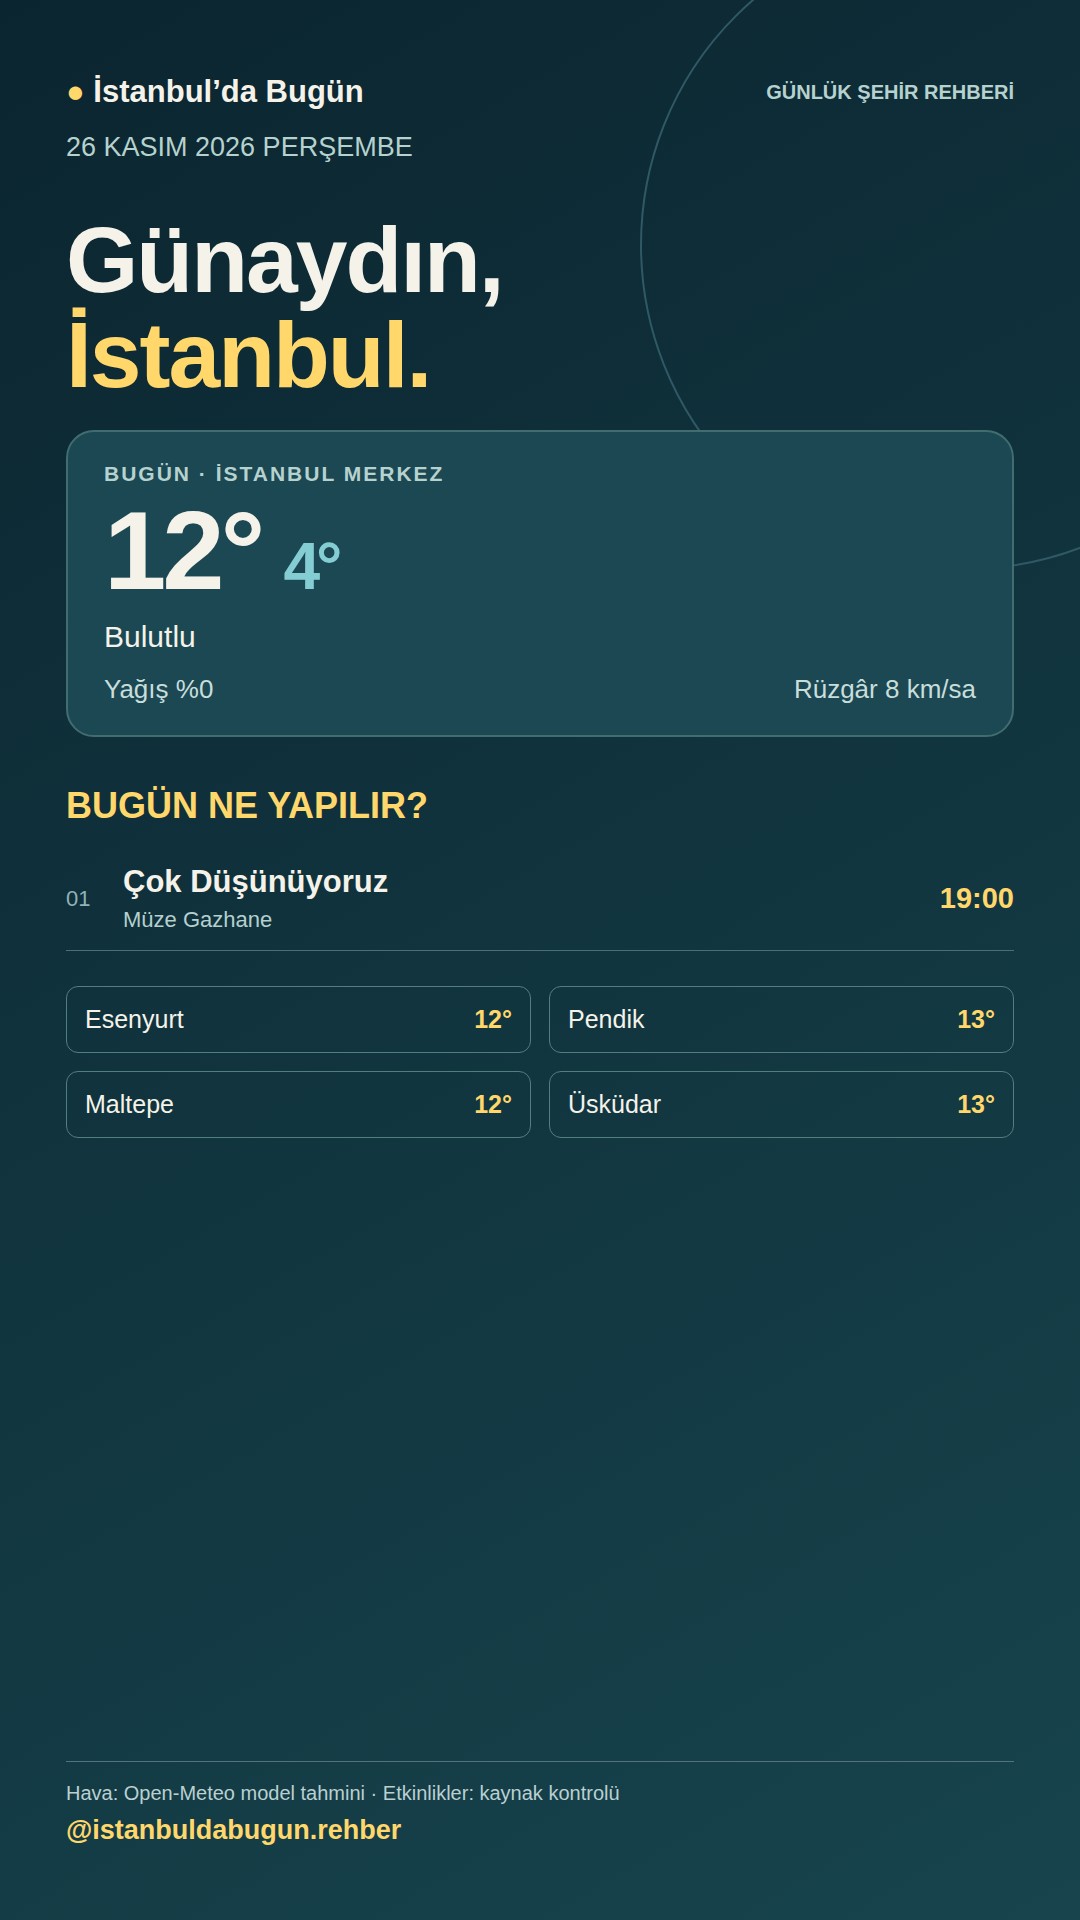 ● İstanbul’da Bugün
GÜNLÜK ŞEHİR REHBERİ
26 KASIM 2026 PERŞEMBE
Günaydın,
İstanbul.
BUGÜN · İSTANBUL MERKEZ
12° 4°
Bulutlu
Yağış %0
Rüzgâr 8 km/sa
BUGÜN NE YAPILIR?
01 Çok Düşünüyoruz 19:00
Müze Gazhane
Esenyurt 12°
Pendik 13°
Maltepe 12°
Üsküdar 13°
Hava: Open-Meteo model tahmini · Etkinlikler: kaynak kontrolü
@istanbuldabugun.rehber